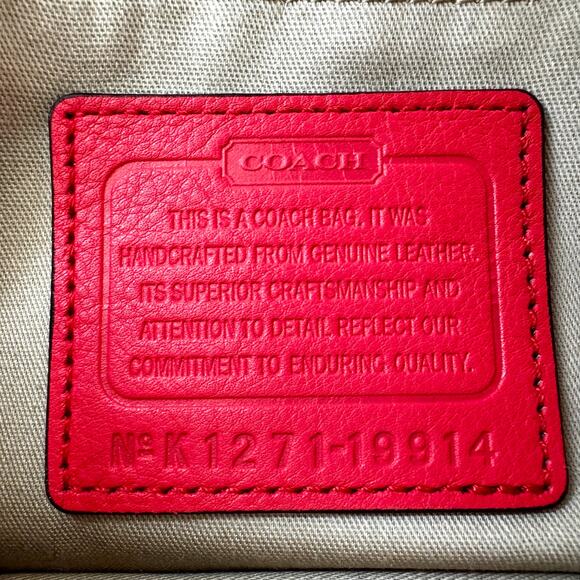 COACH
THIS IS A COACH BAG. IT WAS
HANDCRAFTED FROM GENUINE LEATHER.
ITS SUPERIOR CRAFTSMANSHIP AND
ATTENTION TO DETAIL REFLECT OUR
COMMITMENT TO ENDURING QUALITY.
Nº K1271-19914